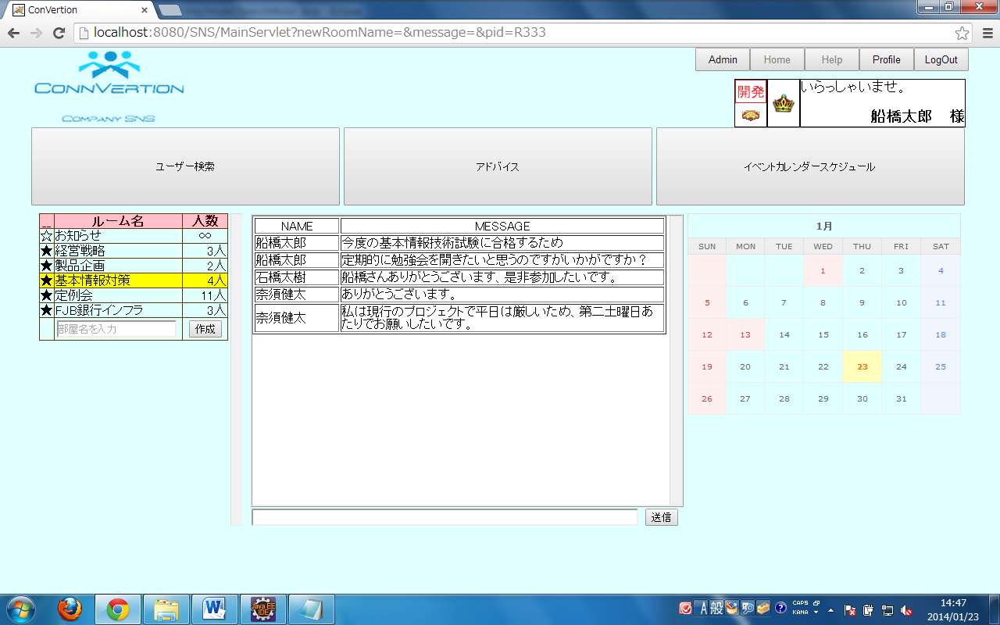 ConVertion
localhost:8080/SNS/MainServlet?newRoomName=&message=&pid=R333
Admin Home Help Profile LogOut
CONNVERTION
COMPANY SNS
開発 いらっしゃいませ。
船橋太郎 様
ユーザー検索 アドバイス イベントカレンダースケジュール
__ ルーム名 人数
☆ お知らせ ∞
★ 経営戦略 3人
★ 製品企画 2人
★ 基本情報対策 4人
★ 定例会 11人
★ FJB銀行インフラ 3人
部屋名を入力 作成
NAME MESSAGE
船橋太郎 今度の基本情報技術試験に合格するため
船橋太郎 定期的に勉強会を開きたいと思うのですがいかがですか？
石橋太樹 船橋さんありがとうございます、是非参加したいです。
奈須健太 ありがとうございます。
奈須健太 私は現行のプロジェクトで平日は厳しいため、第二土曜日あ
たりでお願いしたいです。
送信
1月
SUN MON TUE WED THU FRI SAT
1 2 3 4
5 6 7 8 9 10 11
12 13 14 15 16 17 18
19 20 21 22 23 24 25
26 27 28 29 30 31
Java EE
IDE
A 般
CAPS
KANA
14:47
2014/01/23